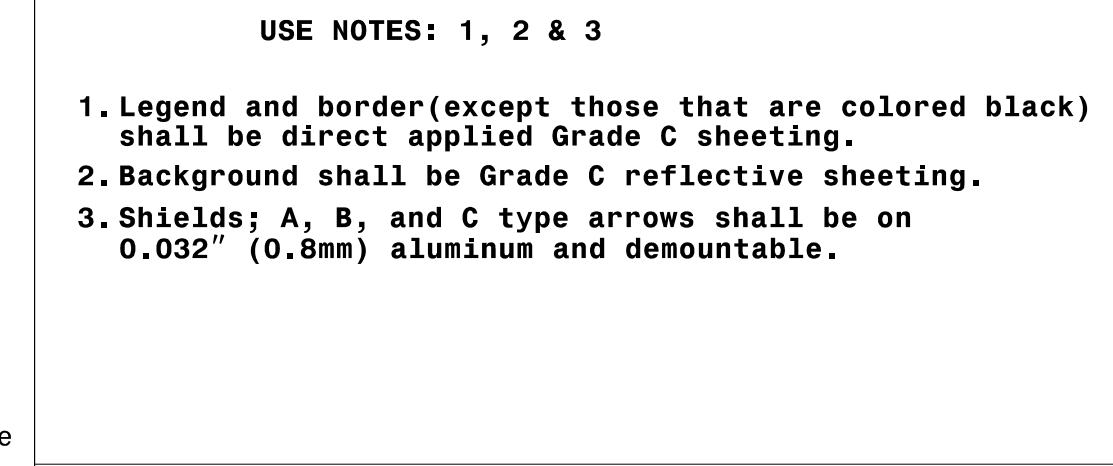 USE NOTES: 1, 2 & 3
1. Legend and border(except those that are colored black)
shall be direct applied Grade C sheeting.
2. Background shall be Grade C reflective sheeting.
3. Shields; A, B, and C type arrows shall be on
0.032" (0.8mm) aluminum and demountable.
e